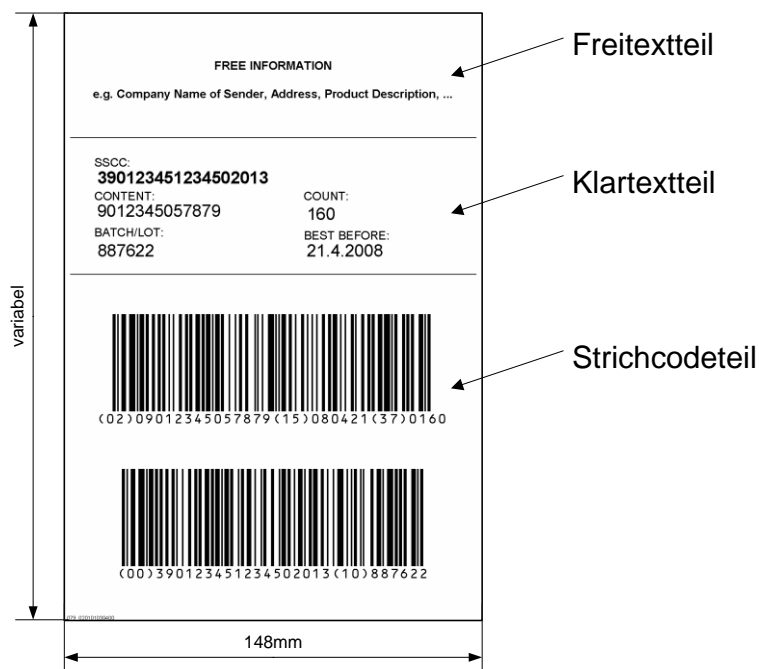 FREE INFORMATION
e.g. Company Name of Sender, Address, Product Description, ...
Freitextteil
SSCC:
390123451234502013
CONTENT:
9012345057879
COUNT:
160
BATCH/LOT:
887622
BEST BEFORE:
21.4.2008
Klartextteil
variabel
(02)09012345057879(15)080421(37)0160
Strichcodeteil
(00)390123451234502013(10)887622
148mm